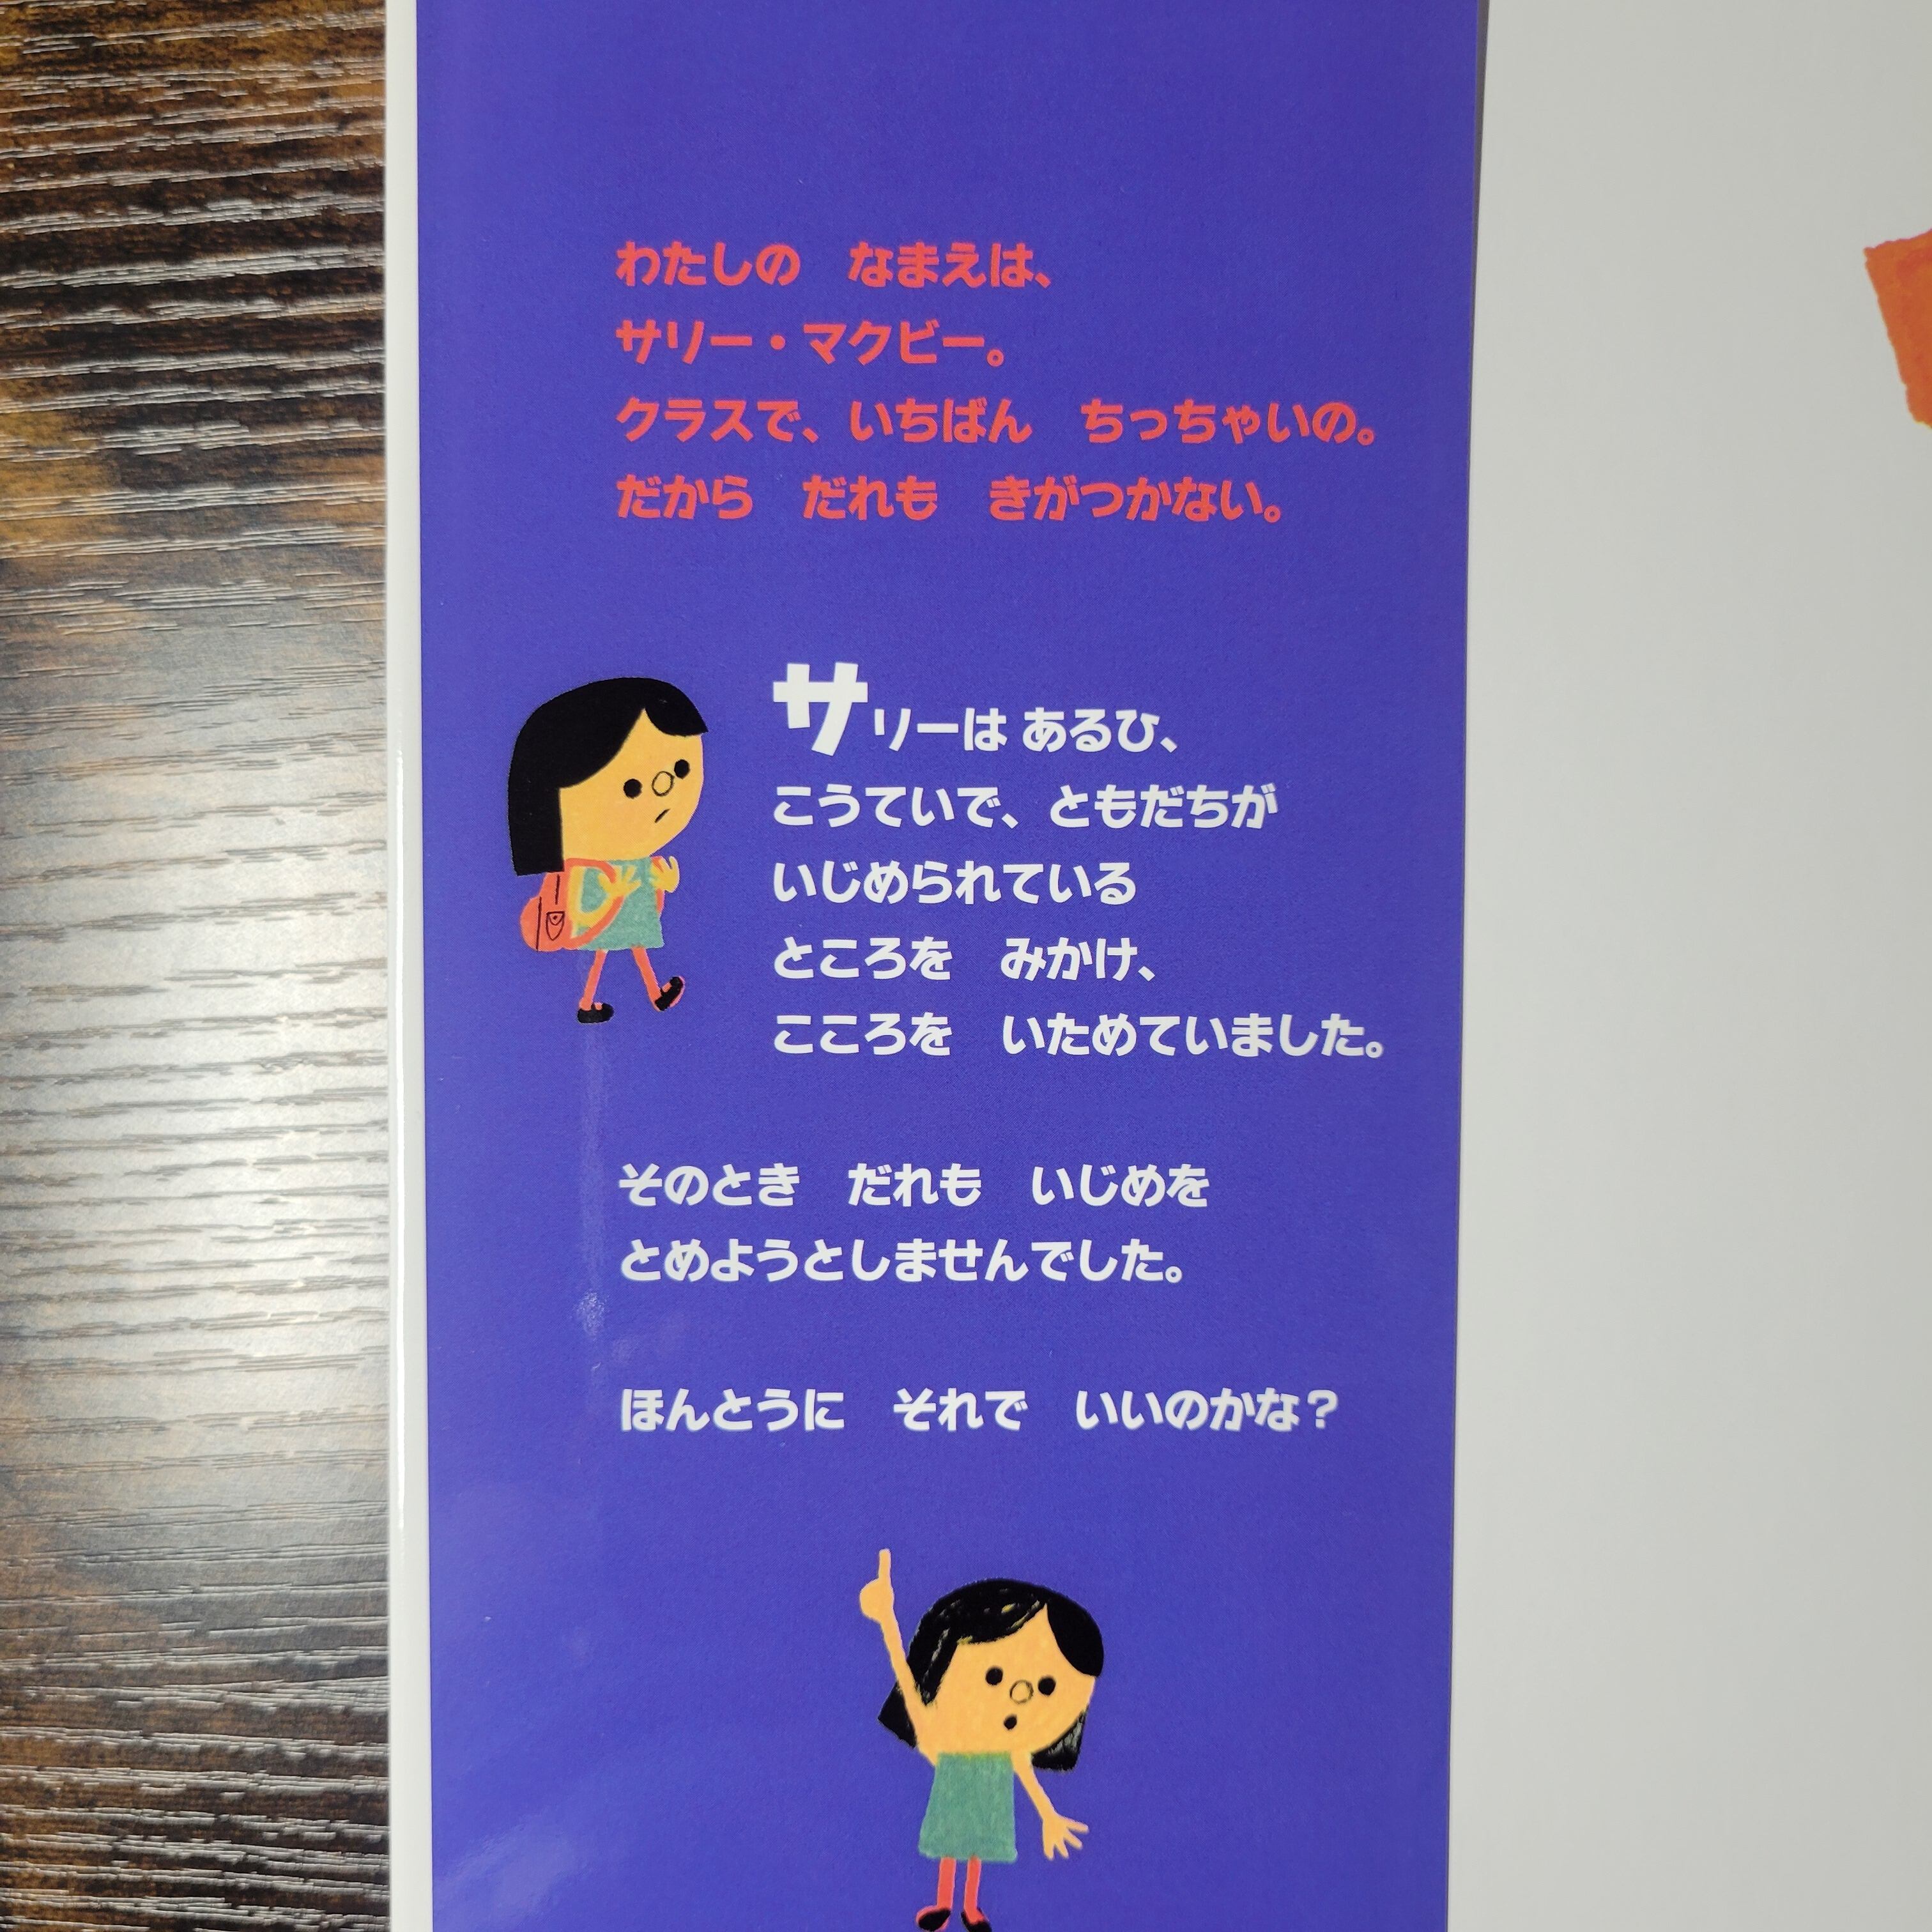 わたしの　なまえは、
サリー・マクビー。
クラスで、いちばん　ちっちゃいの。
だから　だれも　きがつかない。
サリーは あるひ、
こうていで、ともだちが
いじめられている
ところを　みかけ、
こころを　いためていました。
そのとき　だれも　いじめを
とめようとしませんでした。
ほんとうに　それで　いいのかな？